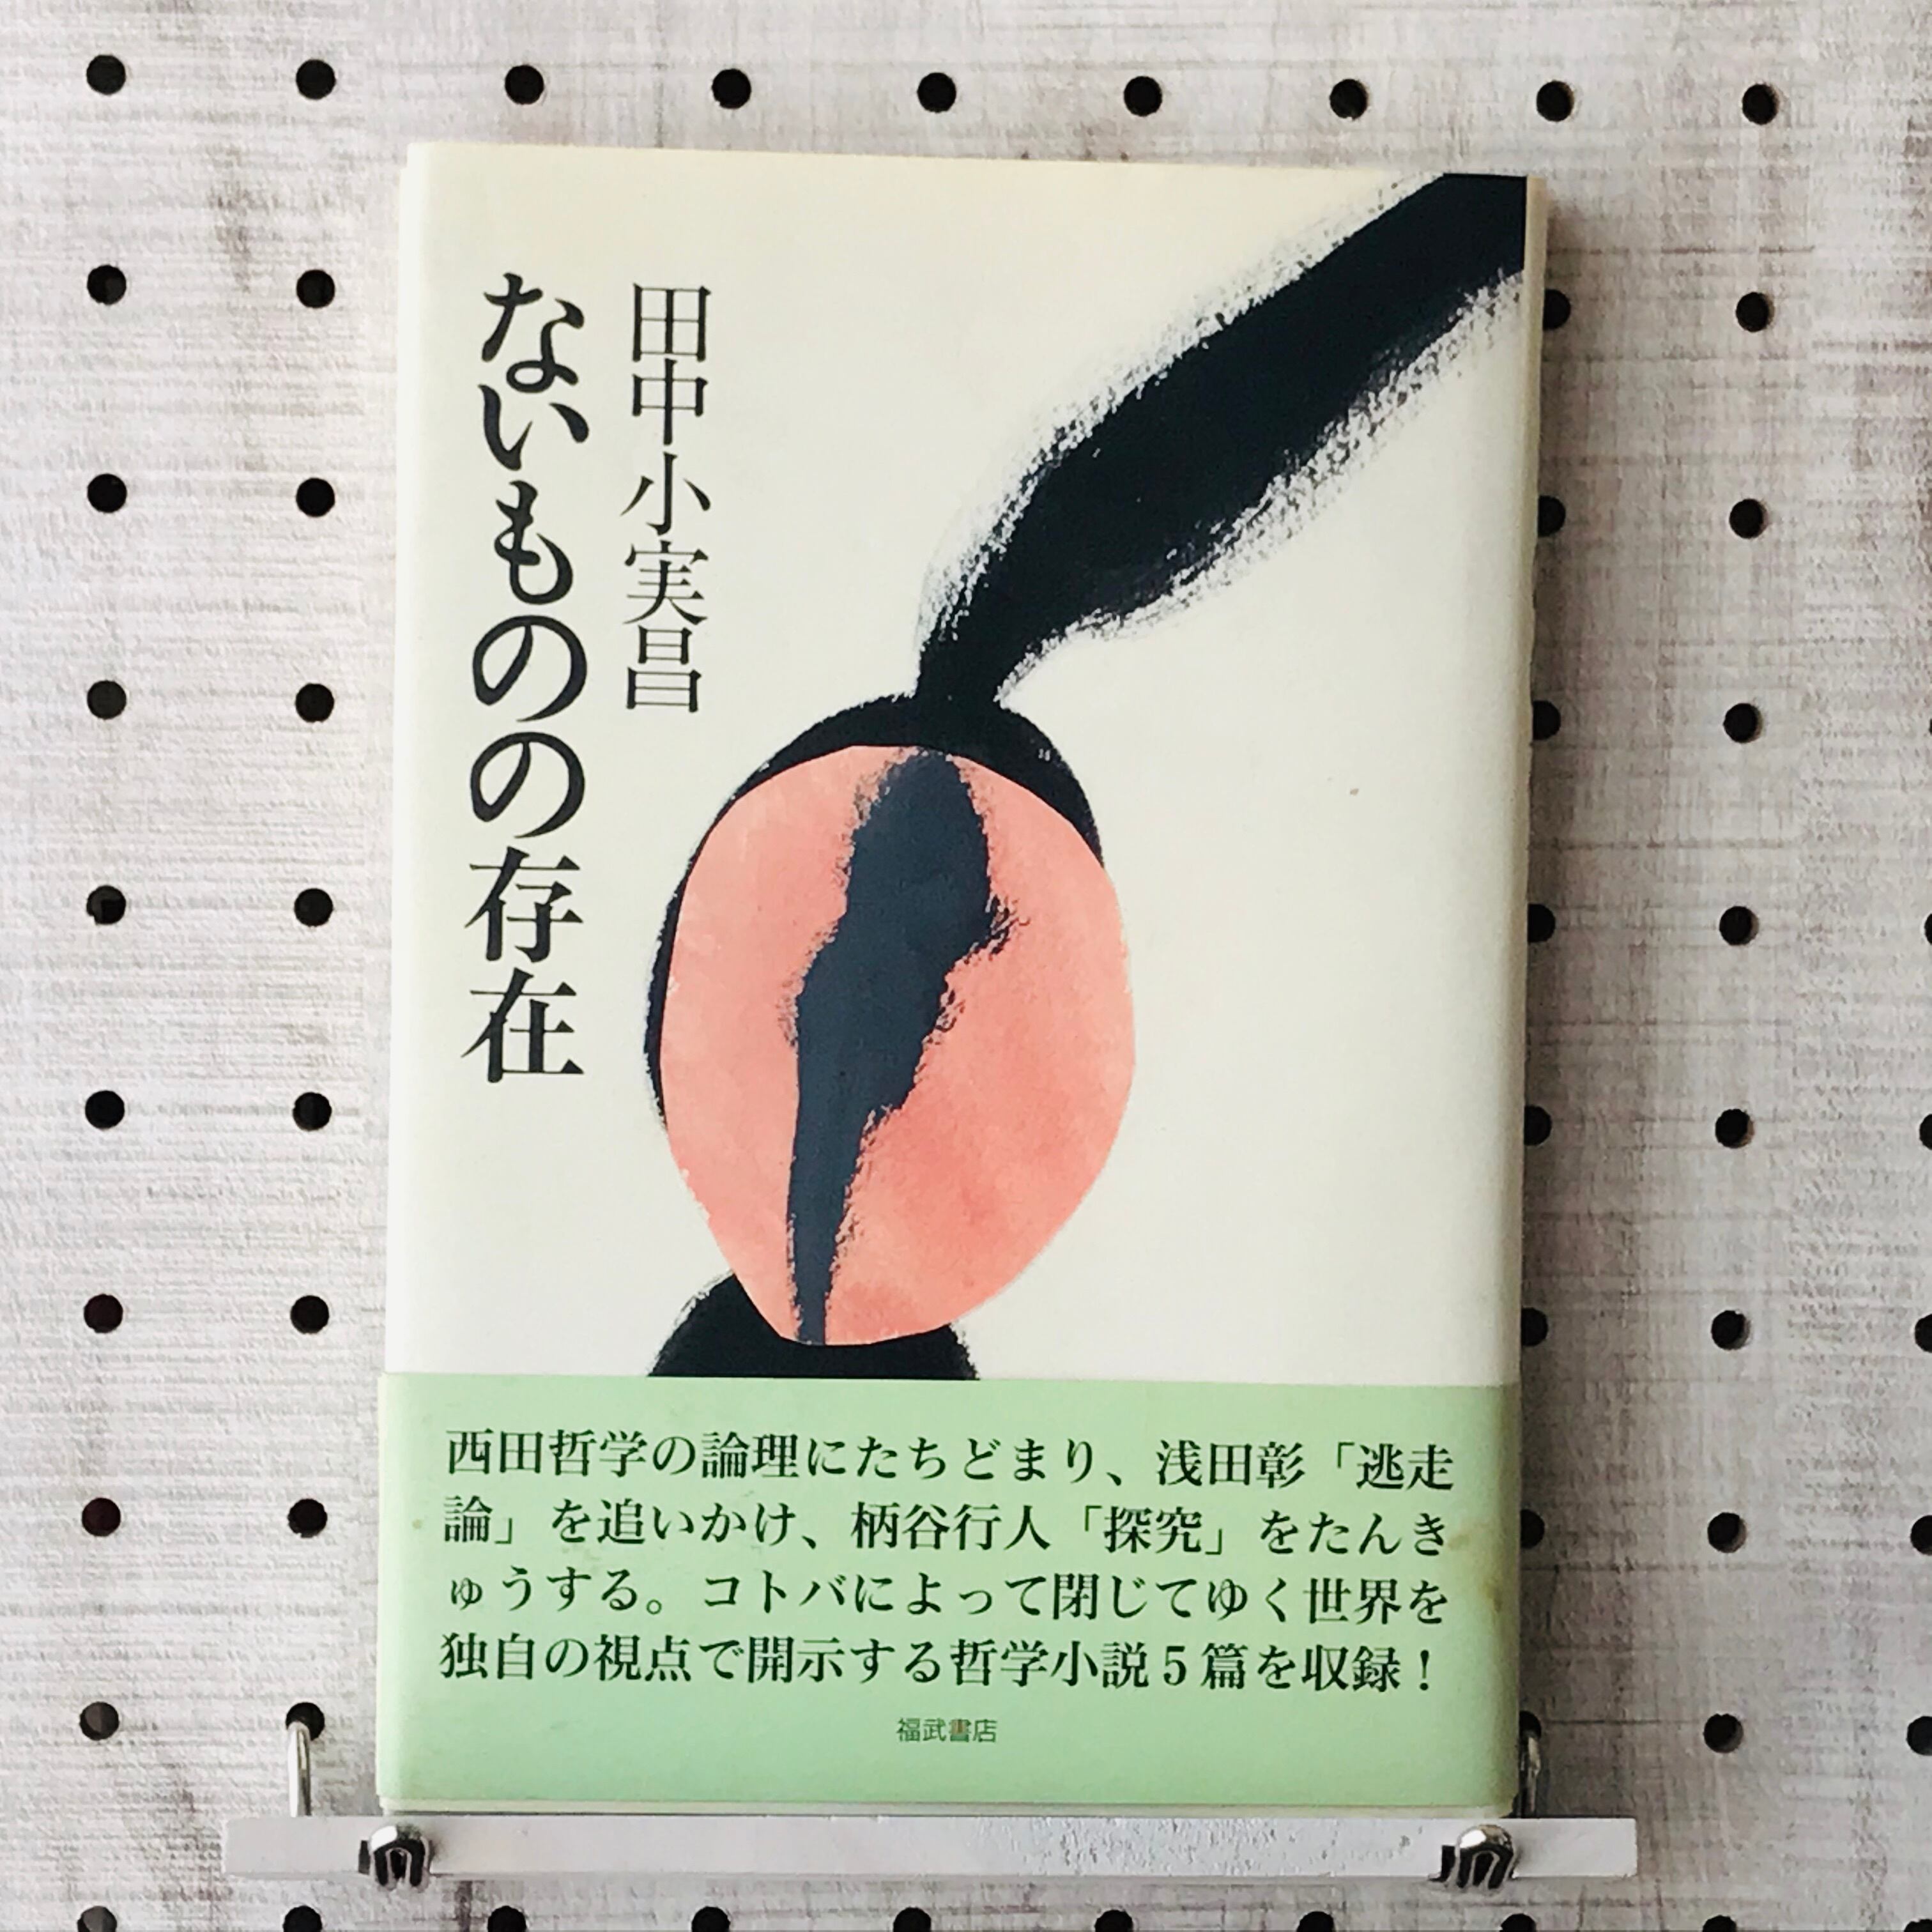 田中小実昌
ないものの存在
西田哲学の論理にたちどまり、浅田彰「逃走
論」を追いかけ、柄谷行人「探究」をたんき
ゅうする。コトバによって閉じてゆく世界を
独自の視点で開示する哲学小説5篇を収録！
福武書店